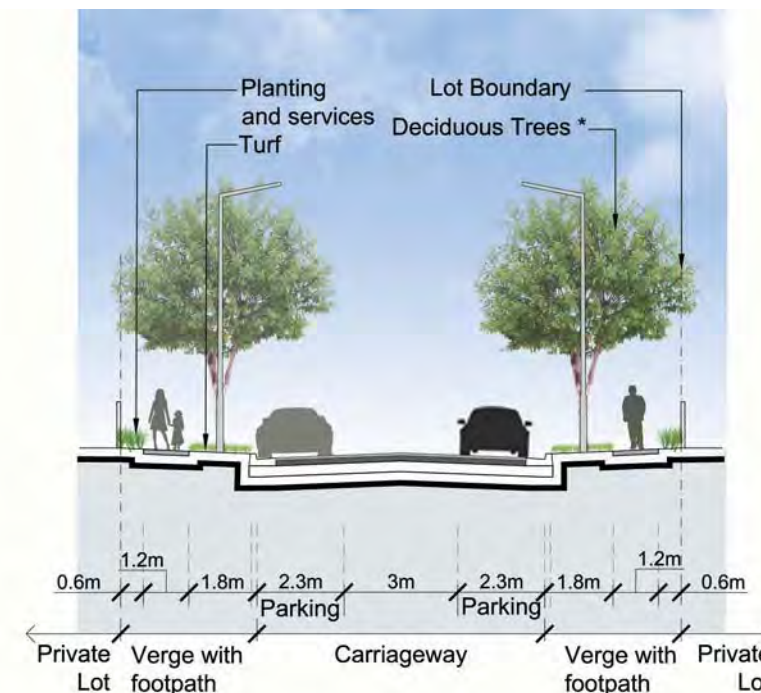 Planting
and services
Turf
Lot Boundary
Deciduous Trees *
1.2m
1.2m
0.6m
1.8m
2.3m
3m
2.3m
1.8m
0.6m
Parking
Parking
Private
Lot
Verge with
footpath
Carriageway
Verge with
footpath
Private
Lo